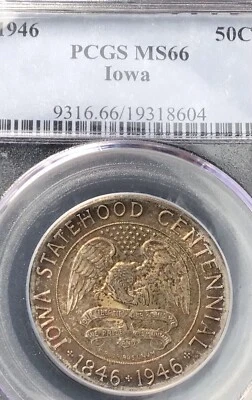 1946 50C
PCGS MS66
Iowa
9316.66/19318604
IOWA STATEHOOD CENTENNIAL
1846 * 1946